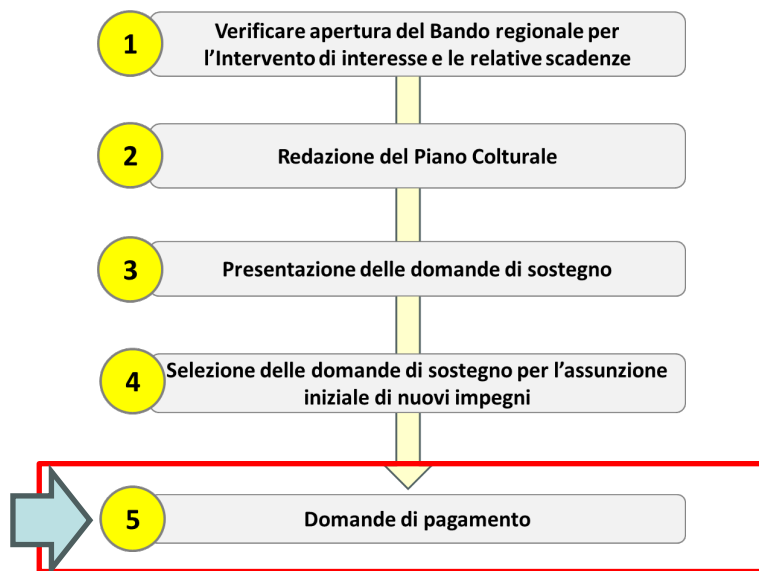 1
Verificare apertura del Bando regionale per
l’Intervento di interesse e le relative scadenze
2
Redazione del Piano Colturale
3
Presentazione delle domande di sostegno
4
Selezione delle domande di sostegno per l’assunzione
iniziale di nuovi impegni
5
Domande di pagamento